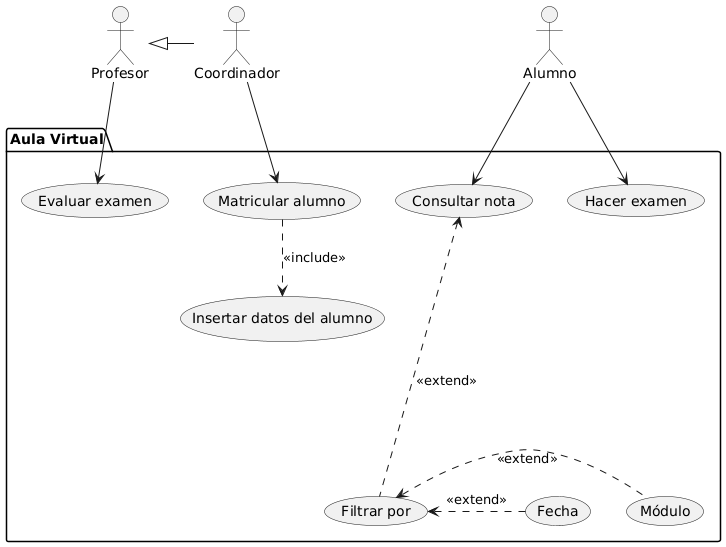 Profesor
Coordinador
Alumno
Aula Virtual
Evaluar examen
Matricular alumno
Consultar nota
Hacer examen
«include»
Insertar datos del alumno
«extend»
«extend»
«extend»
Filtrar por
Fecha
Módulo